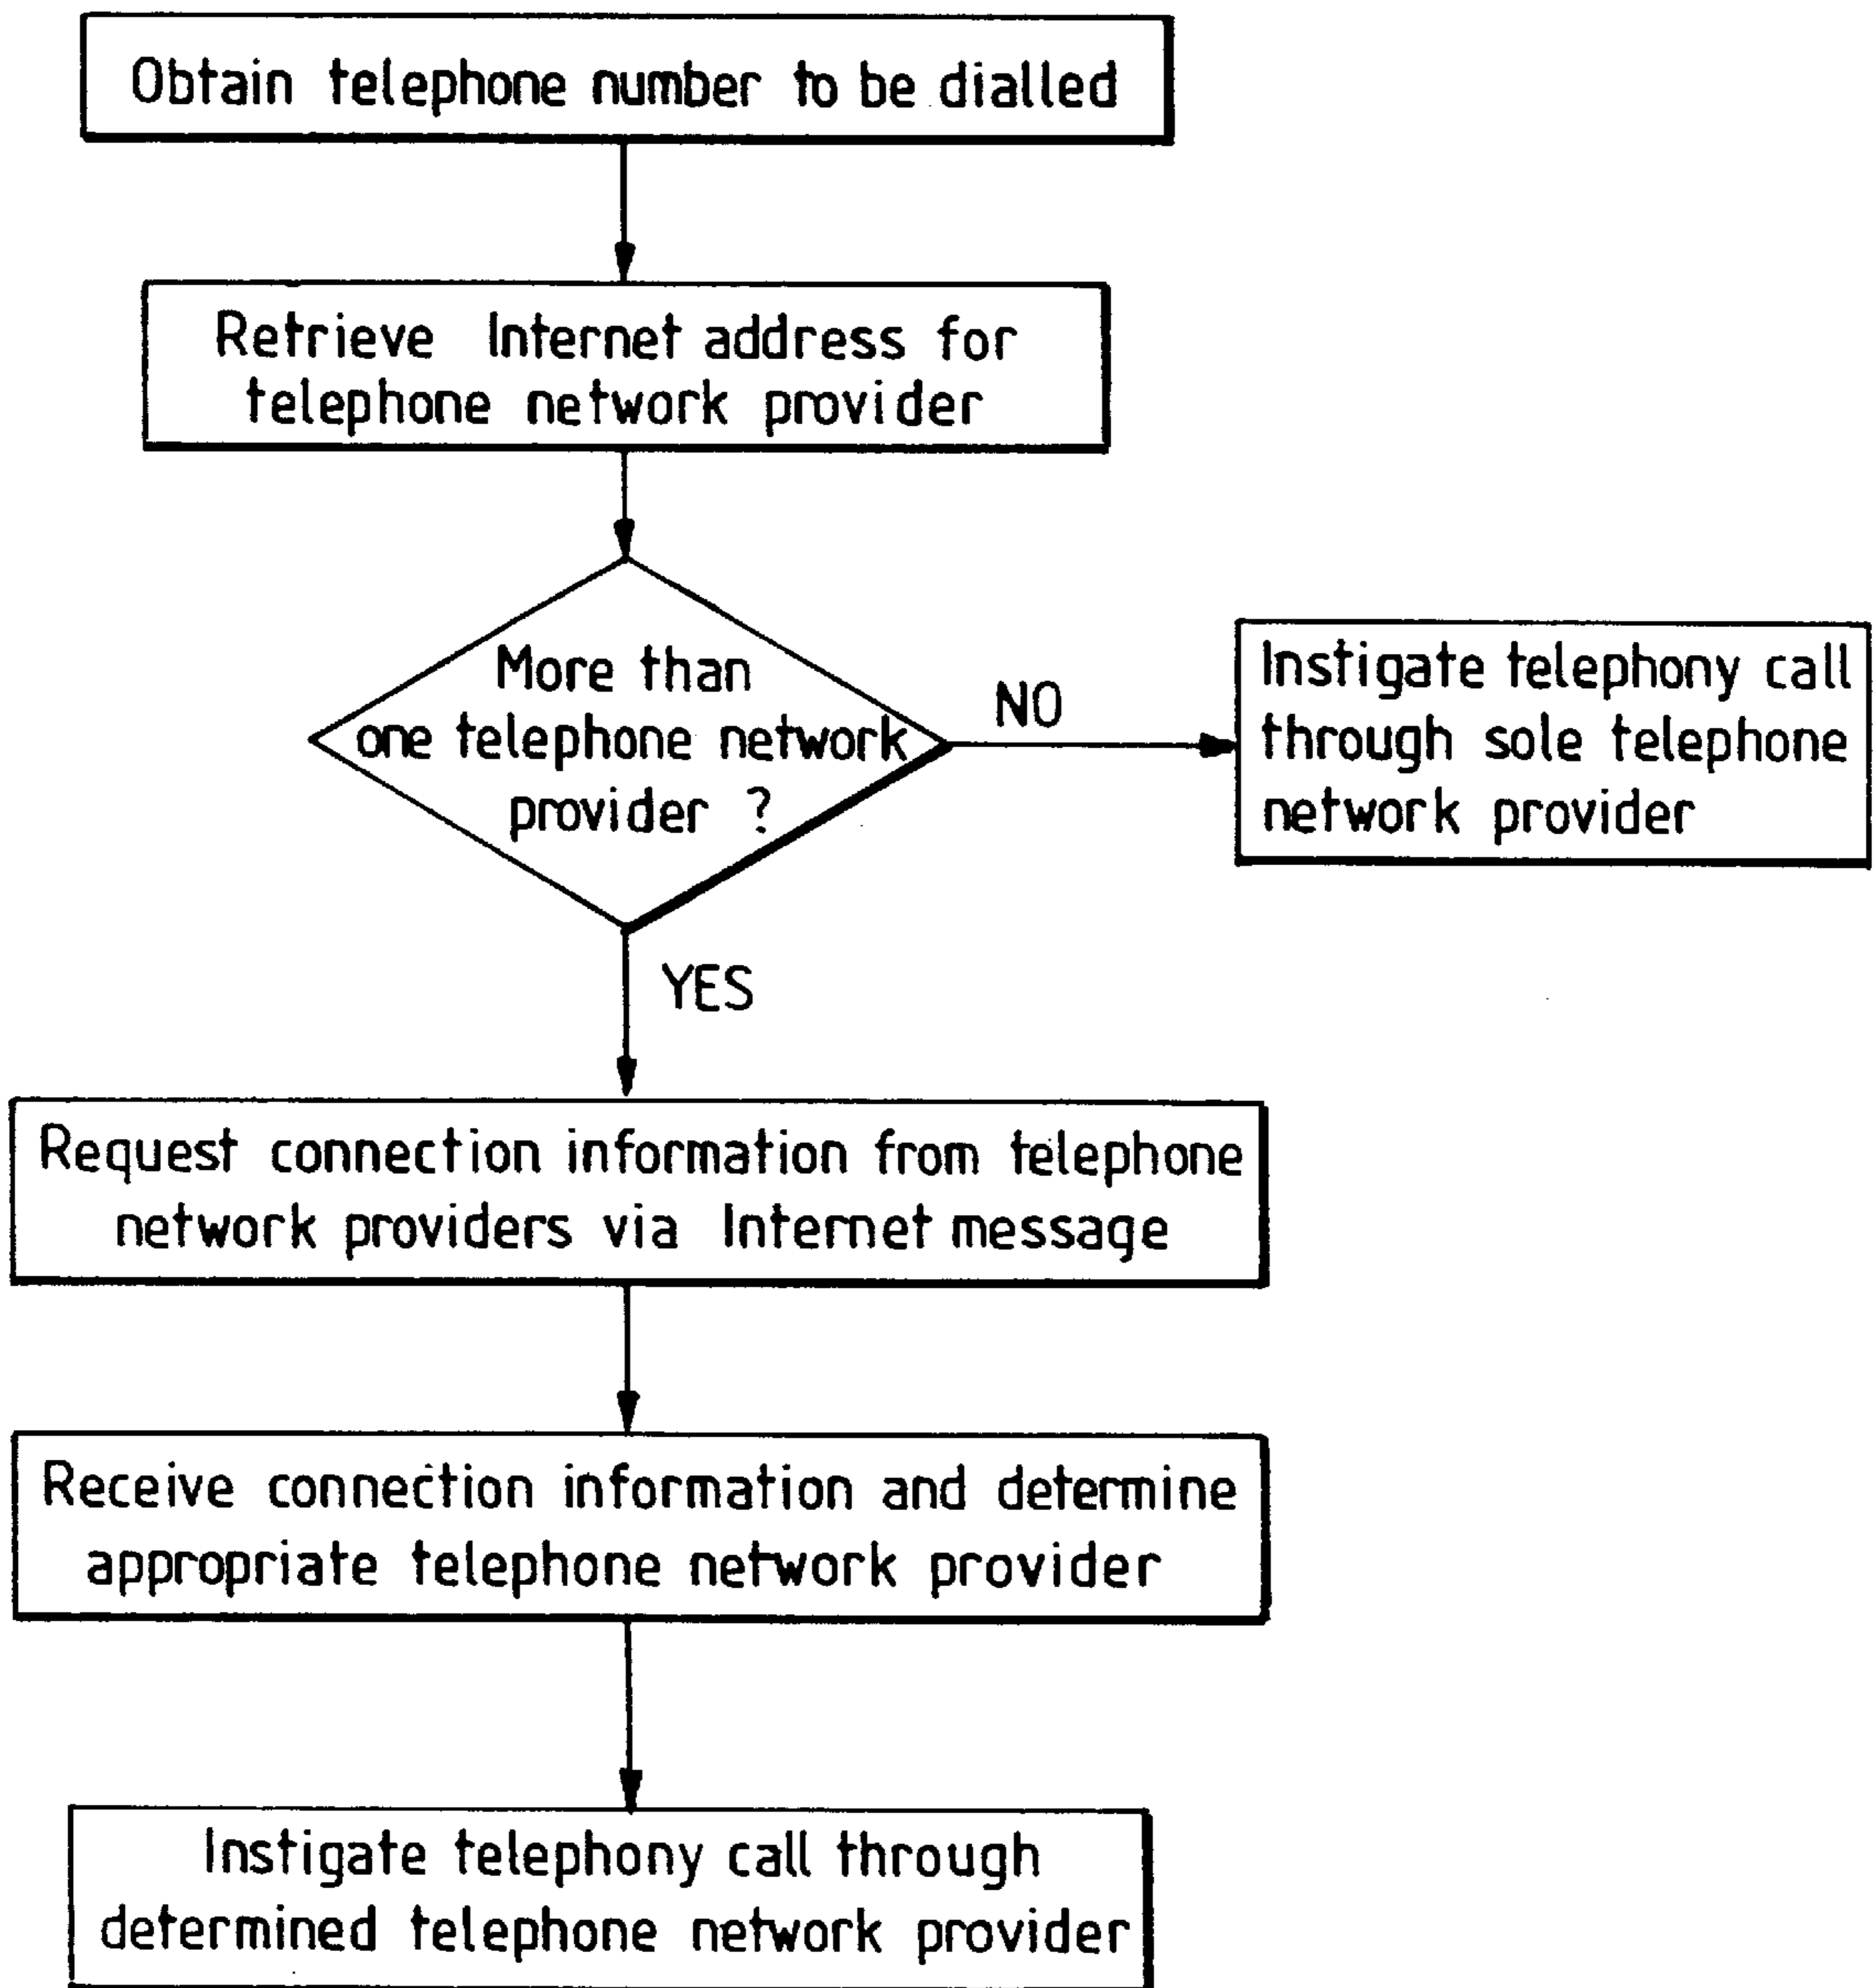 Obtain telephone number to be dialled
Retrieve Internet address for
telephone network provider
More than
one telephone network
provider ?
NO
Instigate telephony call
through sole telephone
network provider
YES
Request connection information from telephone
network providers via Internet message
Receive connection information and determine
appropriate telephone network provider
Instigate telephony call through
determined telephone network provider